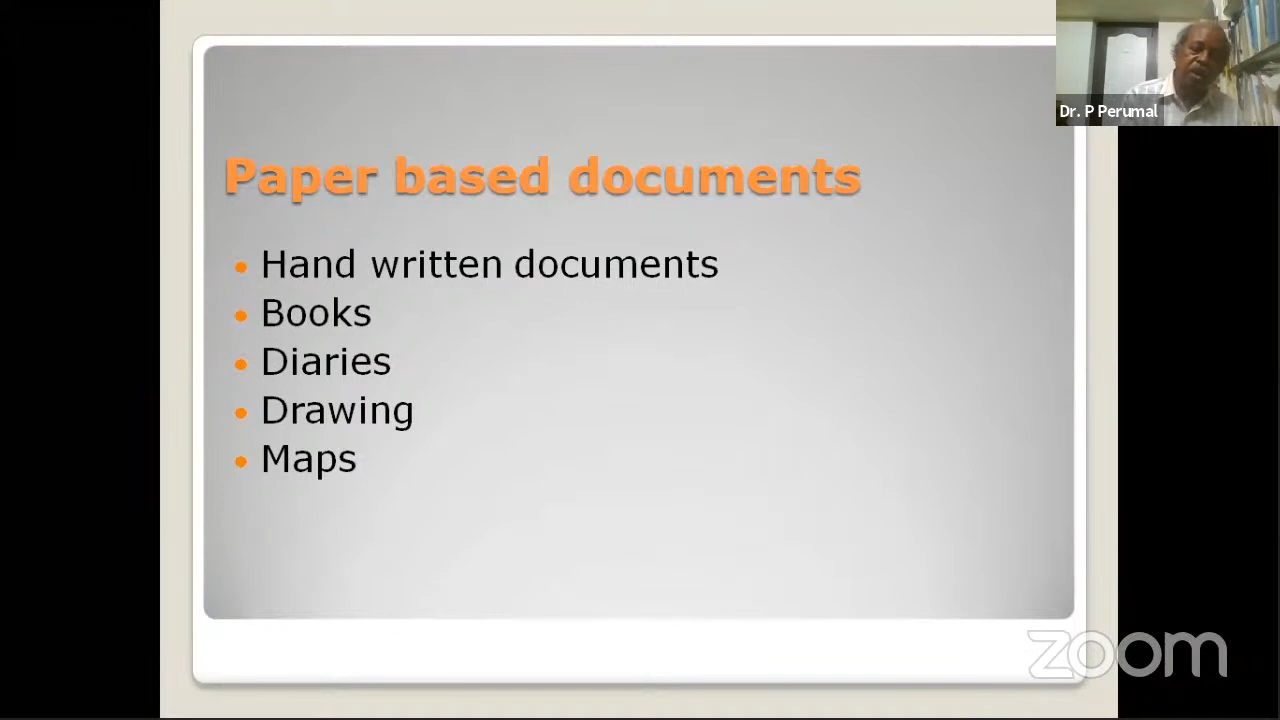 Dr. P Perumal
Paper based documents
Hand written documents
Books
Diaries
Drawing
Maps
zoom